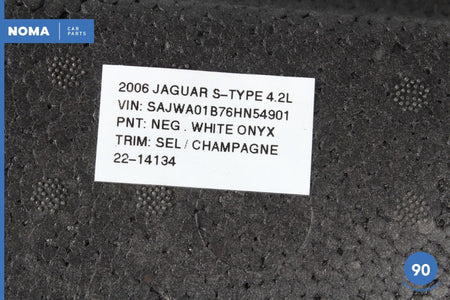 NOMA CAR PARTS
2006 JAGUAR S-TYPE 4.2L
VIN: SAJWA01B76HN54901
PNT: NEG . WHITE ONYX
TRIM: SEL / CHAMPAGNE
22-14134
90